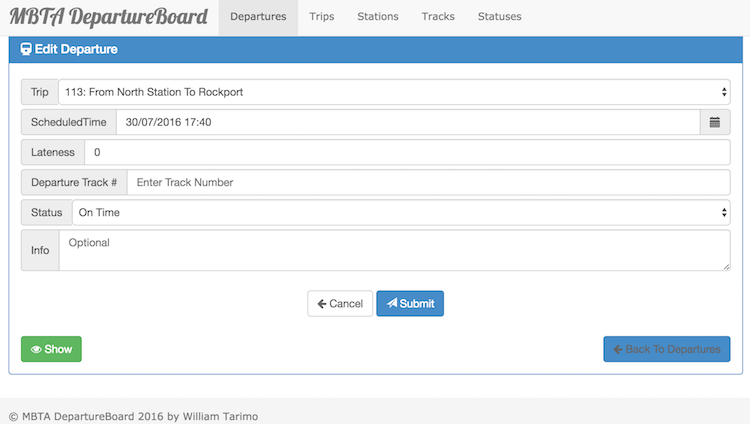 MBTA DepartureBoard Departures Trips Stations Tracks Statuses
Edit Departure
Trip 113: From North Station To Rockport
ScheduledTime 30/07/2016 17:40
Lateness 0
Departure Track # Enter Track Number
Status On Time
Info Optional
Cancel Submit
Show Back To Departures
© MBTA DepartureBoard 2016 by William Tarimo